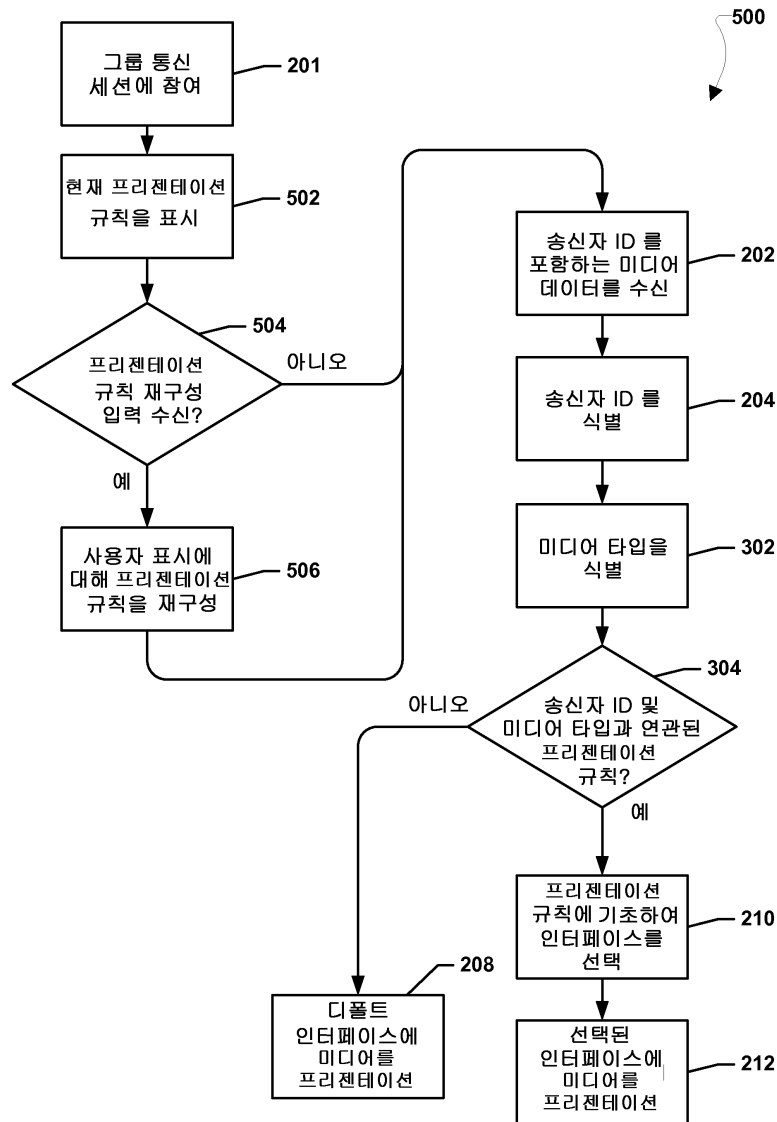 500
그룹 통신
세션에 참여
201
현재 프리젠테이션
규칙을 표시
502
504
프리젠테이션
규칙 재구성
입력 수신?
아니오
예
사용자 표시에
대해 프리젠테이션
규칙을 재구성
506
송신자 ID 를
포함하는 미디어
데이터를 수신
202
송신자 ID 를
식별
204
미디어 타입을
식별
302
304
송신자 ID 및
미디어 타입과 연관된
프리젠테이션
규칙?
아니오
예
208
디폴트
인터페이스에
미디어를
프리젠테이션
프리젠테이션
규칙에 기초하여
인터페이스를
선택
210
선택된
인터페이스에
미디어를
프리젠테이션
212